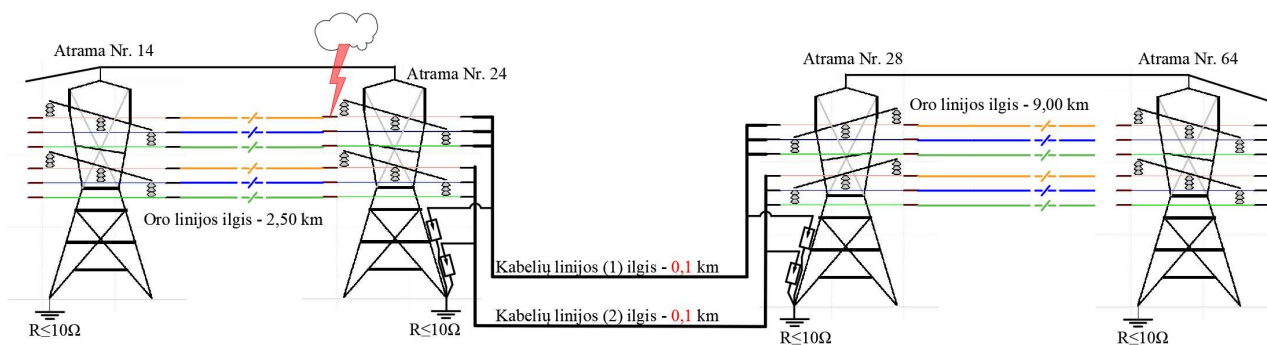 Atrama Nr. 14
Atrama Nr. 24
Atrama Nr. 28
Atrama Nr. 64
Oro linijos ilgis - 9,00 km
Oro linijos ilgis - 2,50 km
Kabelių linijos (1) ilgis - 0,1 km
Kabelių linijos (2) ilgis - 0,1 km
R≤10Ω
R≤10Ω
R≤10Ω
R≤10Ω